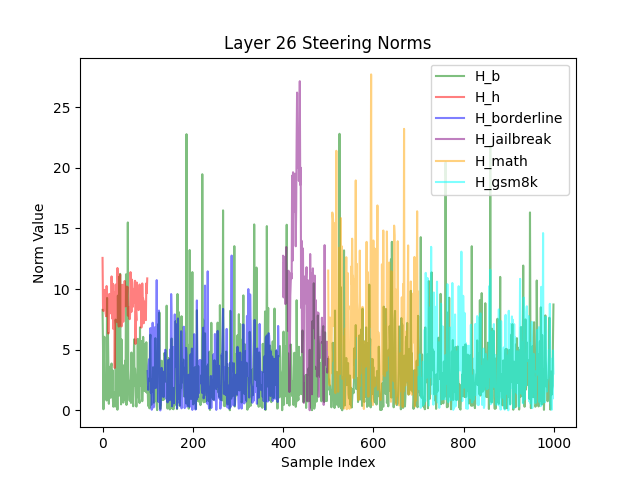 Layer 26 Steering Norms
Norm Value
25
20
15
10
5
0
H_b
H_h
H_borderline
H_jailbreak
H_math
H_gsm8k
0
200
400
600
800
1000
Sample Index